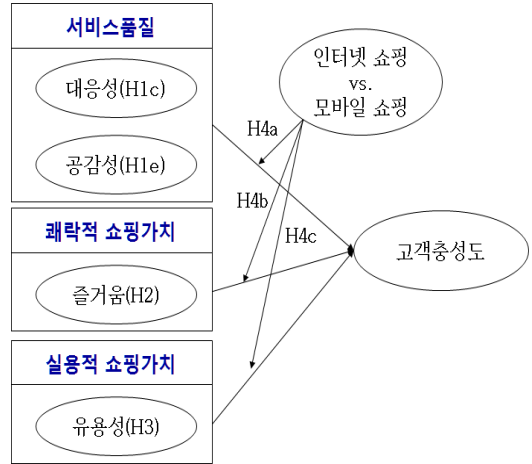 서비스품질
대응성(H1c)
공감성(H1e)
쾌락적 쇼핑가치
즐거움(H2)
실용적 쇼핑가치
유용성(H3)
인터넷 쇼핑
vs.
모바일 쇼핑
H4a
H4b
H4c
고객충성도